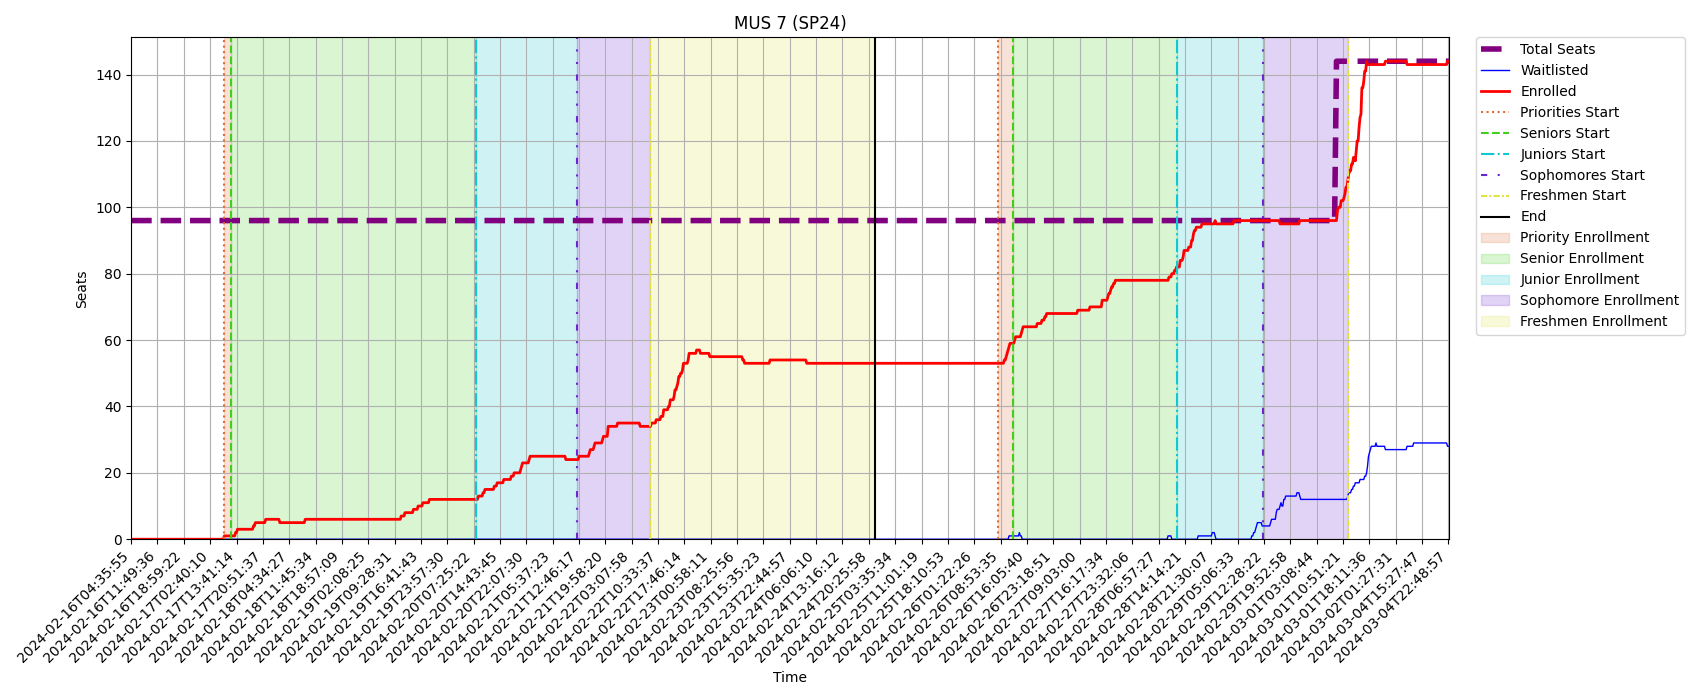 MUS 7 (SP24)
Seats
140
120
100
80
60
40
20
0
2024-02-16T04:35:55
2024-02-16T11:49:36
2024-02-16T18:59:22
2024-02-17T02:40:10
2024-02-17T13:41:14
2024-02-17T20:51:37
2024-02-18T04:34:27
2024-02-18T11:45:34
2024-02-18T18:57:09
2024-02-19T02:08:25
2024-02-19T09:28:31
2024-02-19T16:41:43
2024-02-19T23:57:30
2024-02-20T07:25:22
2024-02-20T14:43:45
2024-02-20T22:07:30
2024-02-21T05:37:23
2024-02-21T12:46:17
2024-02-21T19:58:20
2024-02-22T03:07:58
2024-02-22T10:33:37
2024-02-22T17:46:14
2024-02-23T00:58:11
2024-02-23T08:25:56
2024-02-23T15:35:23
2024-02-23T22:44:57
2024-02-24T06:06:10
2024-02-24T13:16:12
2024-02-24T20:25:58
2024-02-25T03:35:34
2024-02-25T11:01:19
2024-02-25T18:10:53
2024-02-26T01:22:26
2024-02-26T08:53:35
2024-02-26T16:05:40
2024-02-26T23:18:51
2024-02-27T09:03:00
2024-02-27T16:17:34
2024-02-27T23:32:06
2024-02-28T06:57:27
2024-02-28T14:14:21
2024-02-28T21:30:07
2024-02-29T05:06:33
2024-02-29T12:28:22
2024-02-29T19:52:58
2024-03-01T03:08:44
2024-03-01T10:51:21
2024-03-01T18:11:36
2024-03-02T01:27:31
2024-03-04T15:27:47
2024-03-04T22:48:57
Time
Total Seats
Waitlisted
Enrolled
Priorities Start
Seniors Start
Juniors Start
Sophomores Start
Freshmen Start
End
Priority Enrollment
Senior Enrollment
Junior Enrollment
Sophomore Enrollment
Freshmen Enrollment